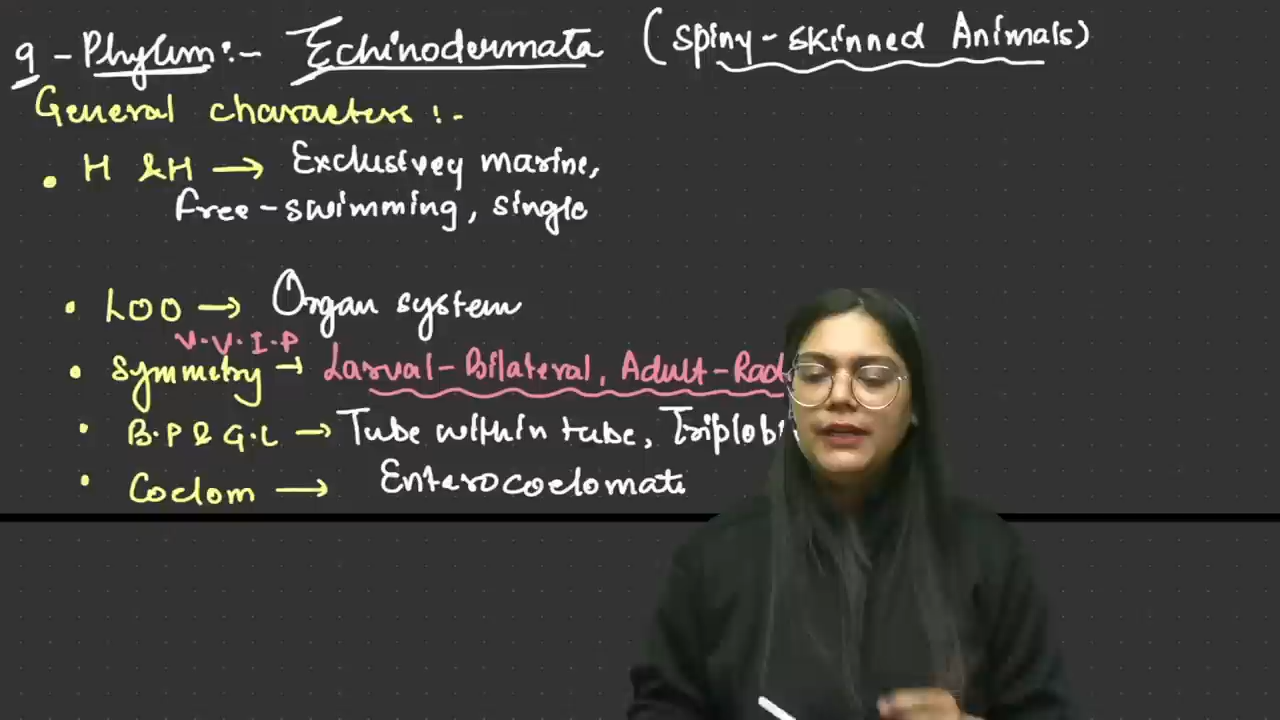 9 - Phylum :- Echinodermata (Spiny-skinned Animals)
General characters :-
• H & H → Exclusivey marine,
free-swimming, single
• LOO → Organ system
V.V.I.P
• Symmetry → Larval-Bilateral, Adult-Rad
• B.P & G.L → Tube within tube, Triplob
• Coelom → Enterocoelomate